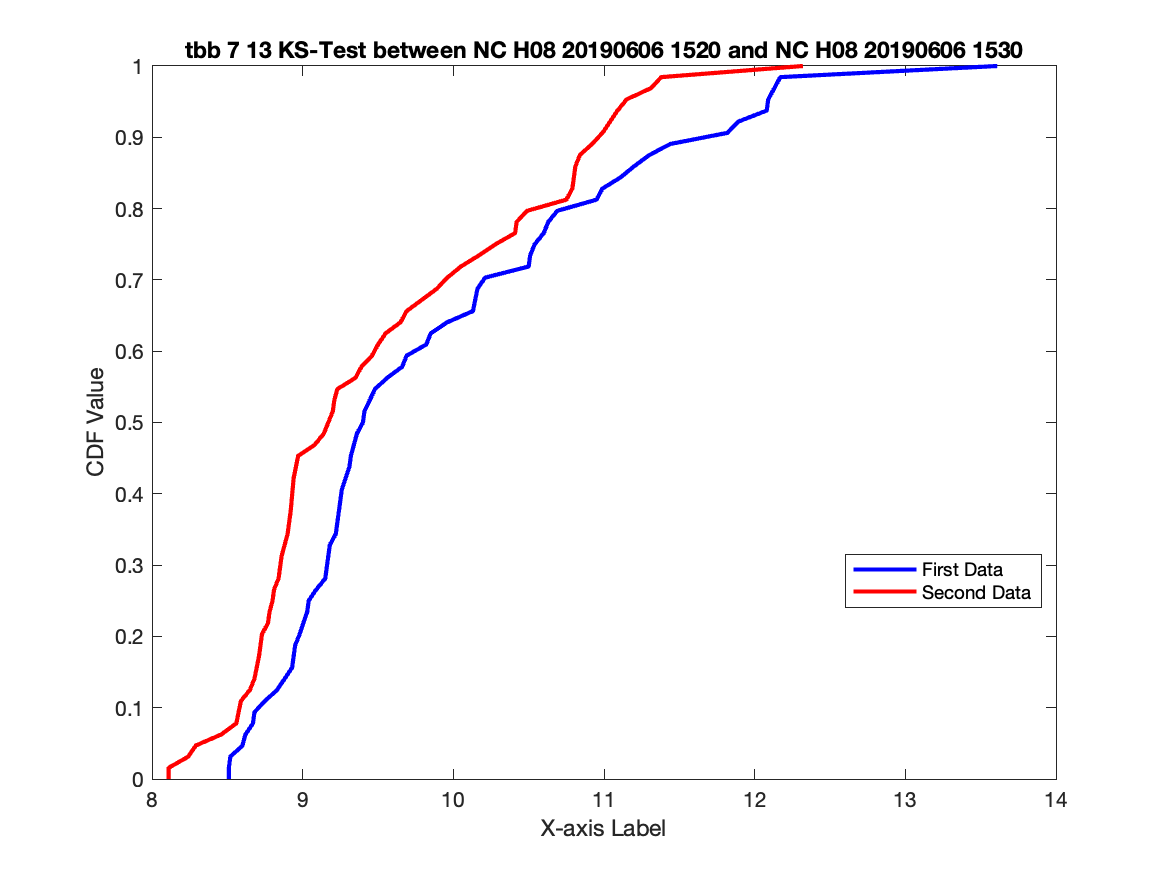 tbb 7 13 KS-Test between NC H08 20190606 1520 and NC H08 20190606 1530
1
0.9
0.8
0.7
0.6
0.5
0.4
0.3
0.2
0.1
0
CDF Value
First Data
Second Data
8 9 10 11 12 13 14
X-axis Label